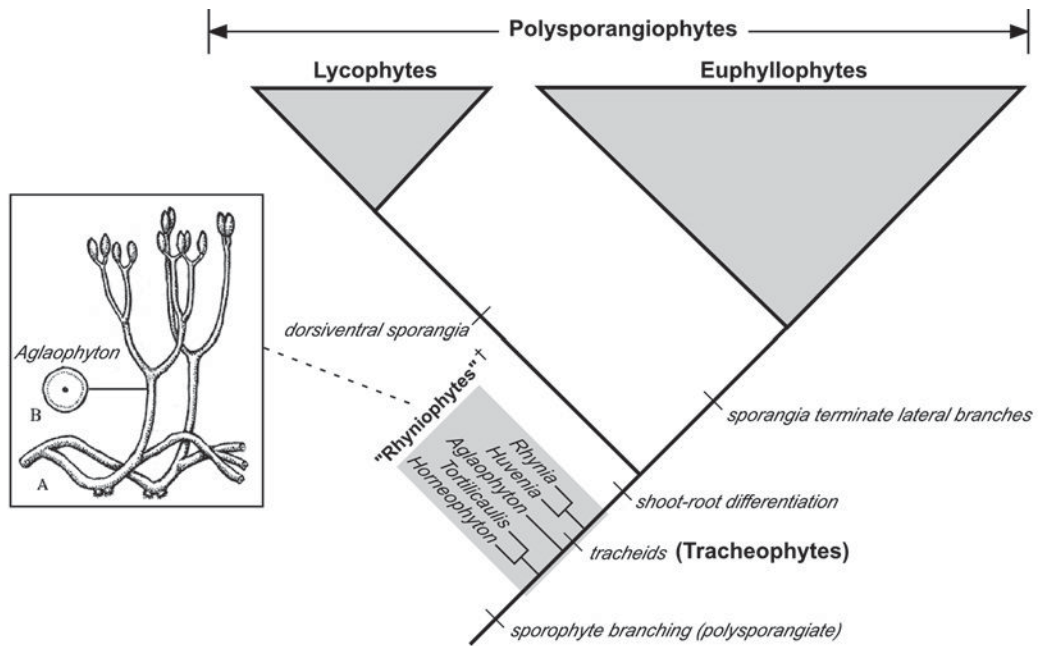 Polysporangiophytes
Lycophytes
Euphyllophytes
dorsiventral sporangia
Aglaophyton
B
A
"Rhyniophytes"†
Rhynia
Huvenia
Aglaophyton
Tortilicaulis
Horneophyton
sporangia terminate lateral branches
shoot-root differentiation
tracheids (Tracheophytes)
sporophyte branching (polysporangiate)